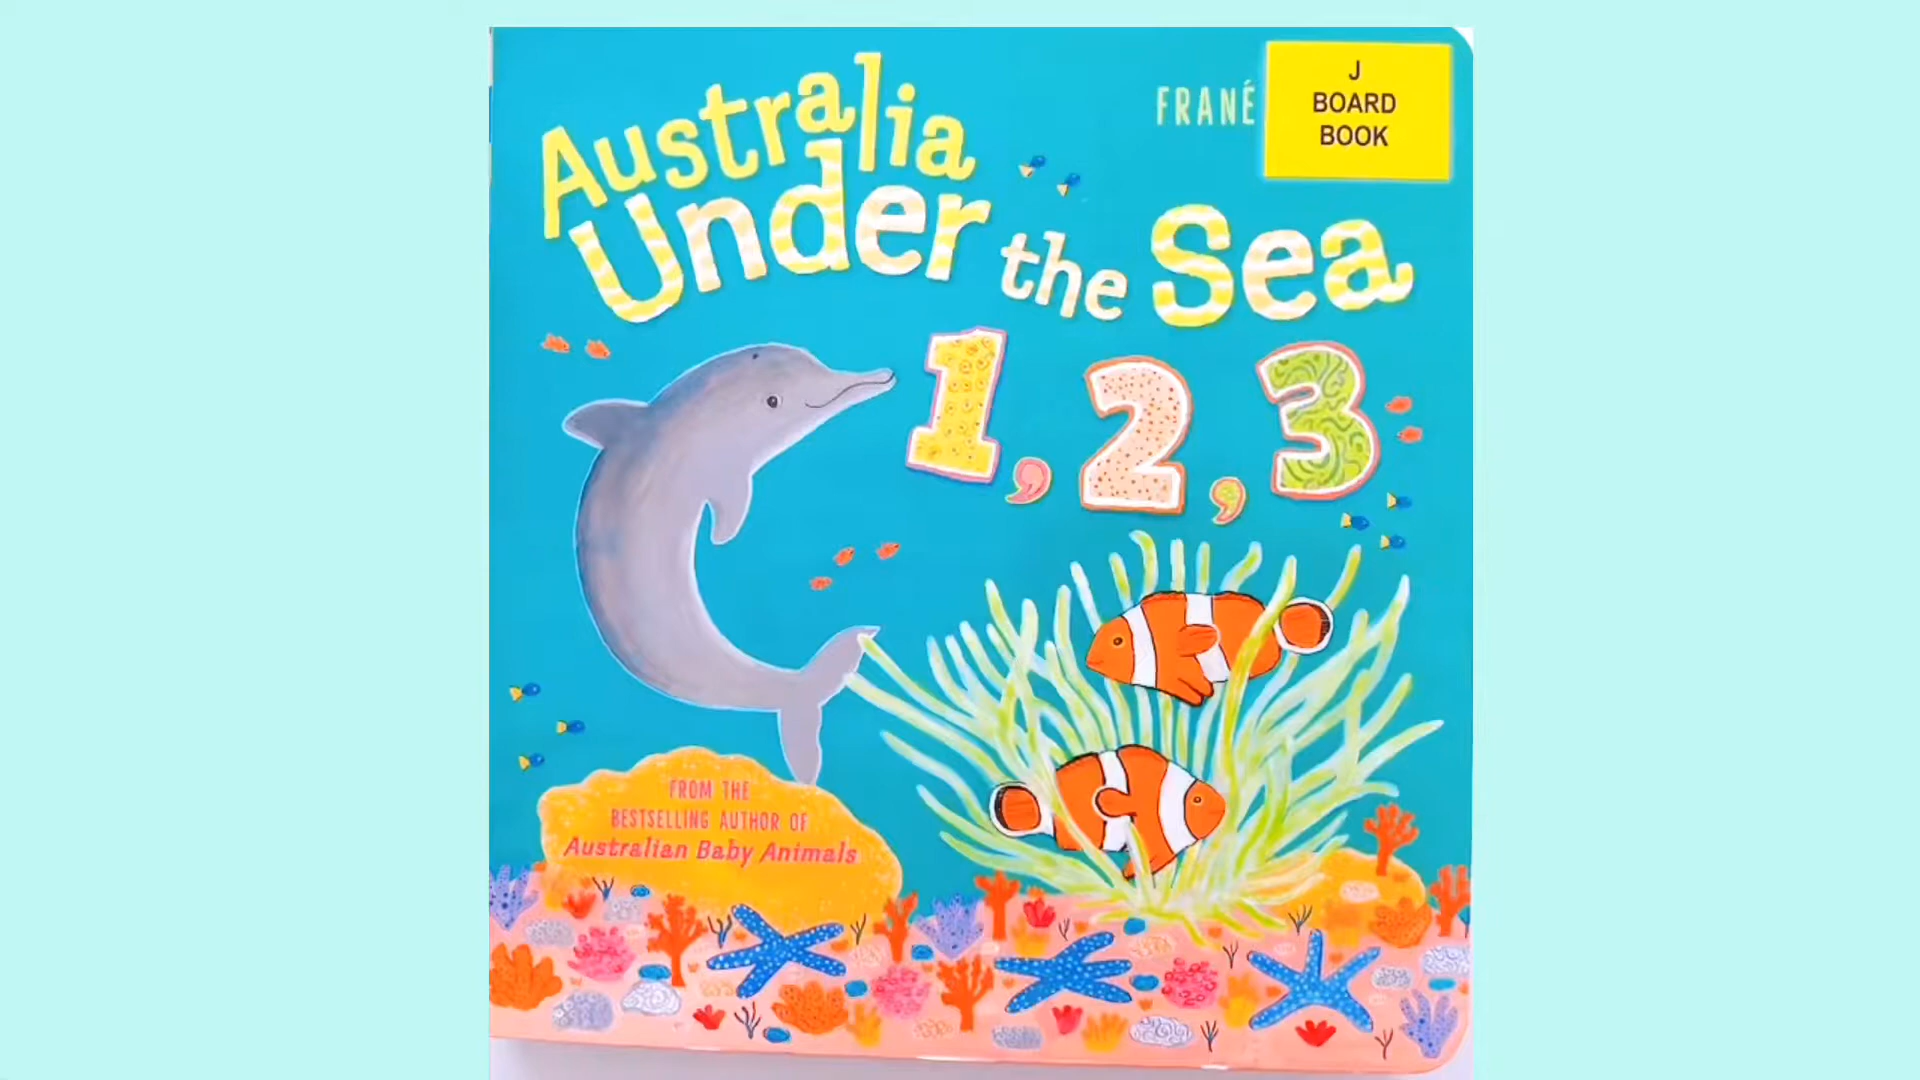 FRANÉ
J
BOARD
BOOK
Australia
Under the Sea
1, 2, 3
FROM THE
BESTSELLING AUTHOR OF
Australian Baby Animals